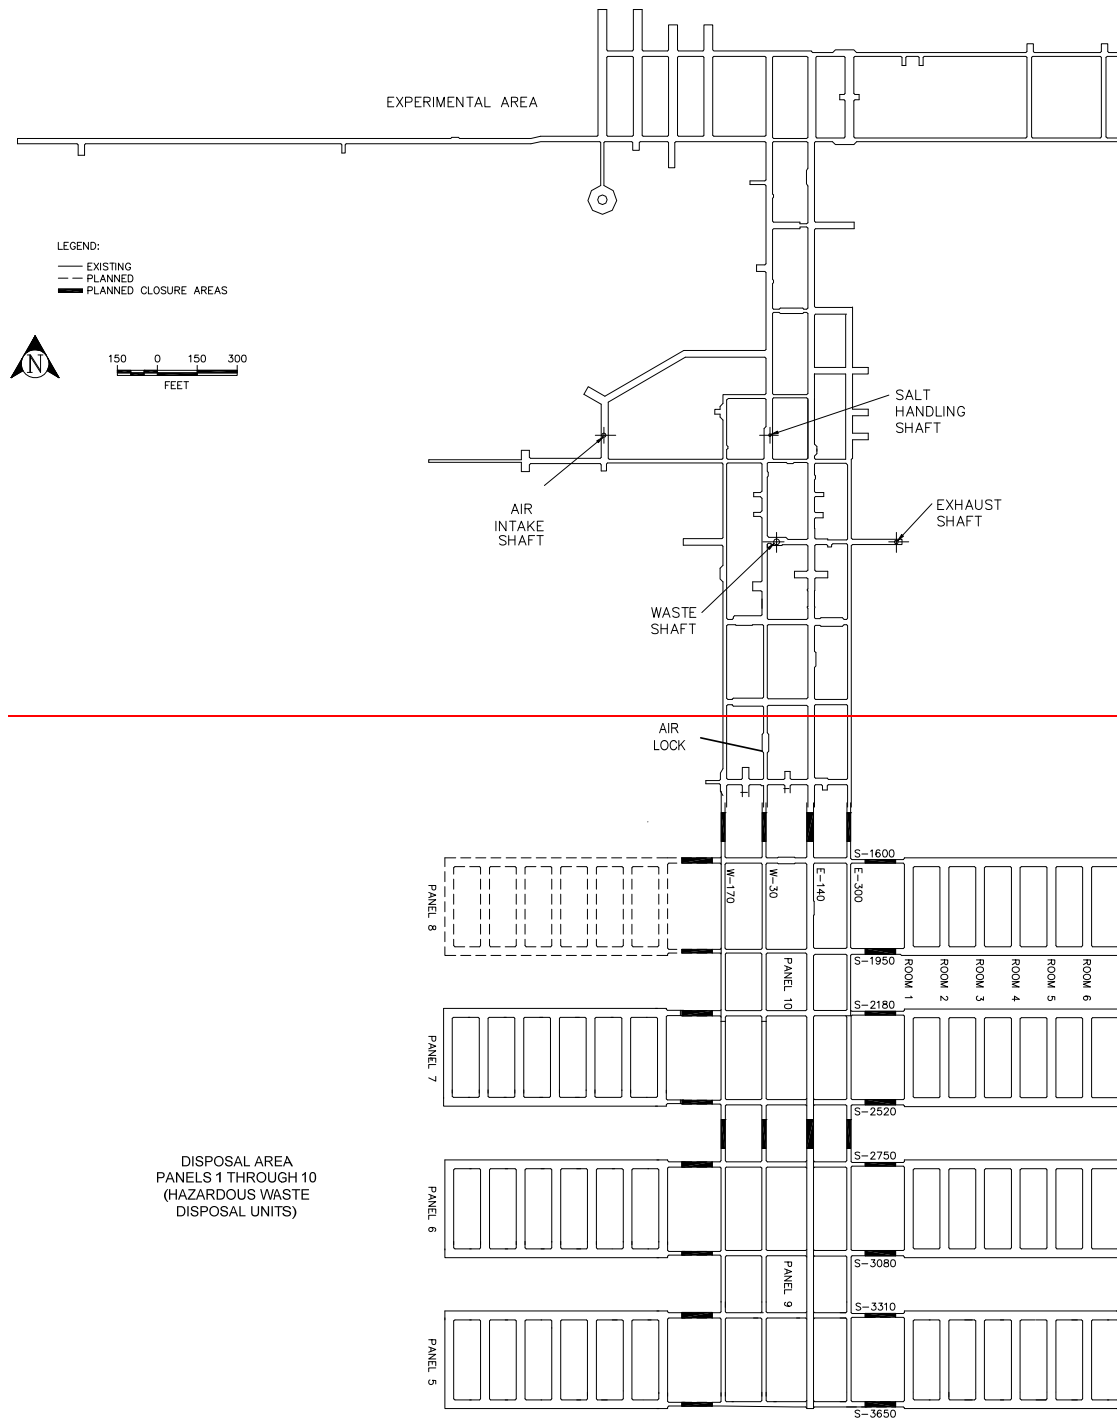 EXPERIMENTAL AREA
LEGEND:
EXISTING
PLANNED
PLANNED CLOSURE AREAS
N
150 0 150 300
FEET
SALT
HANDLING
SHAFT
AIR
INTAKE
SHAFT
EXHAUST
SHAFT
WASTE
SHAFT
AIR
LOCK
S-1600
W-170
W-30
E-140
E-300
PANEL 8
S-1950
PANEL 10
ROOM 1
ROOM 2
ROOM 3
ROOM 4
ROOM 5
ROOM 6
S-2180
PANEL 7
S-2520
S-2750
DISPOSAL AREA
PANELS 1 THROUGH 10
(HAZARDOUS WASTE
DISPOSAL UNITS)
PANEL 6
S-3080
PANEL 9
S-3310
PANEL 5
S-3650